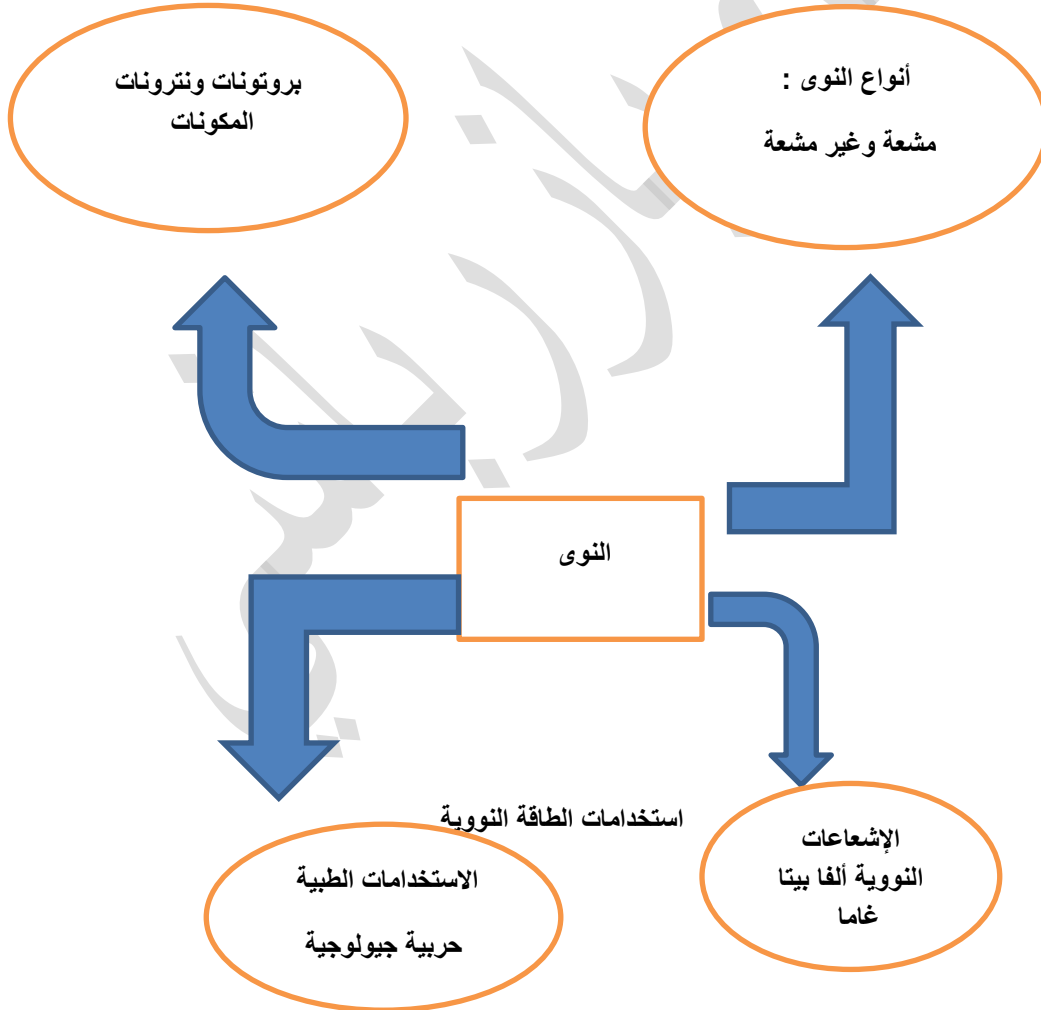 أنواع النوى :
مشعة وغير مشعة
بروتونات ونترونات
المكونات
النوى
استخدامات الطاقة النووية
الإشعاعات
النووية ألفا بيتا
غاما
الاستخدامات الطبية
حربية جيولوجية